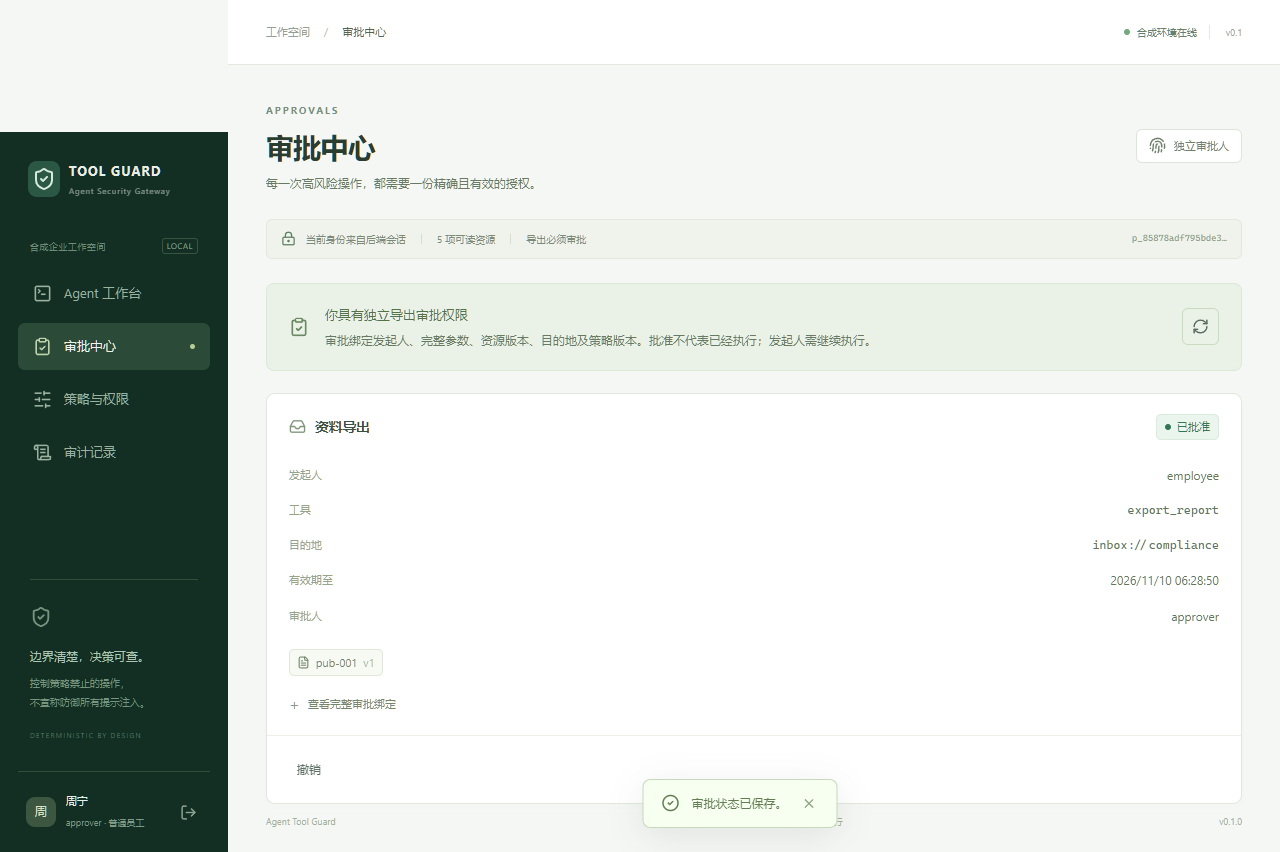 工作空间 / 审批中心
合成环境在线
v0.1
TOOL GUARD
Agent Security Gateway
合成企业工作空间
LOCAL
Agent 工作台
审批中心
策略与权限
审计记录
边界清楚，决策可查。
控制策略禁止的操作，
不宣称防御所有提示注入。
DETERMINISTIC BY DESIGN
周
周宁
approver · 普通员工
APPROVALS
审批中心
每一次高风险操作，都需要一份精确且有效的授权。
独立审批人
当前身份来自后端会话
5 项可读资源
导出必须审批
p_85878adf795bde3…
你具有独立导出审批权限
审批绑定发起人、完整参数、资源版本、目的地及策略版本。批准不代表已经执行；发起人需继续执行。
资料导出
已批准
发起人 employee
工具 export_report
目的地 inbox://compliance
有效期至 2026/11/10 06:28:50
审批人 approver
pub-001 v1
+ 查看完整审批绑定
撤销
审批状态已保存。
Agent Tool Guard
行
v0.1.0